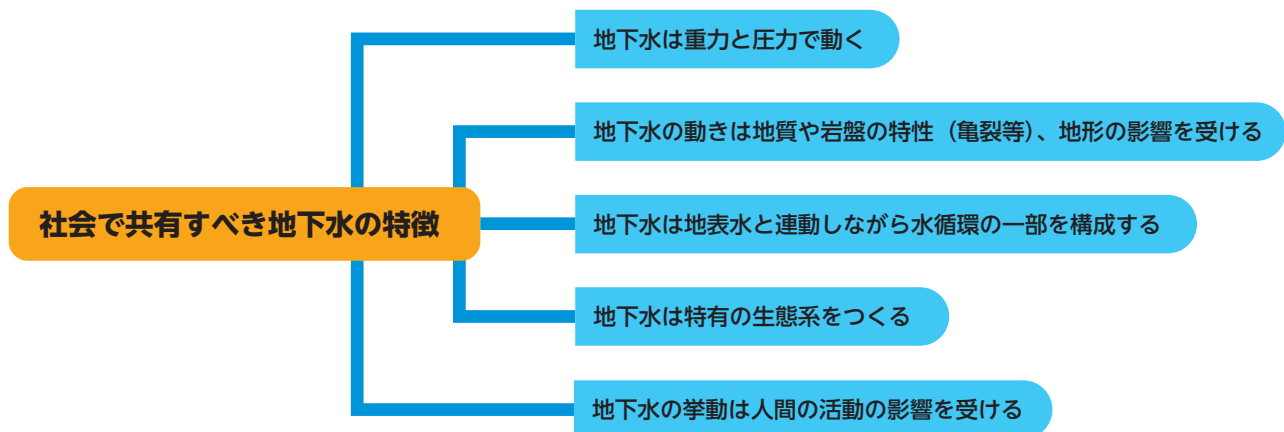 地下水は重力と圧力で動く
地下水の動きは地質や岩盤の特性（亀裂等）、地形の影響を受ける
社会で共有すべき地下水の特徴
地下水は地表水と連動しながら水循環の一部を構成する
地下水は特有の生態系をつくる
地下水の挙動は人間の活動の影響を受ける